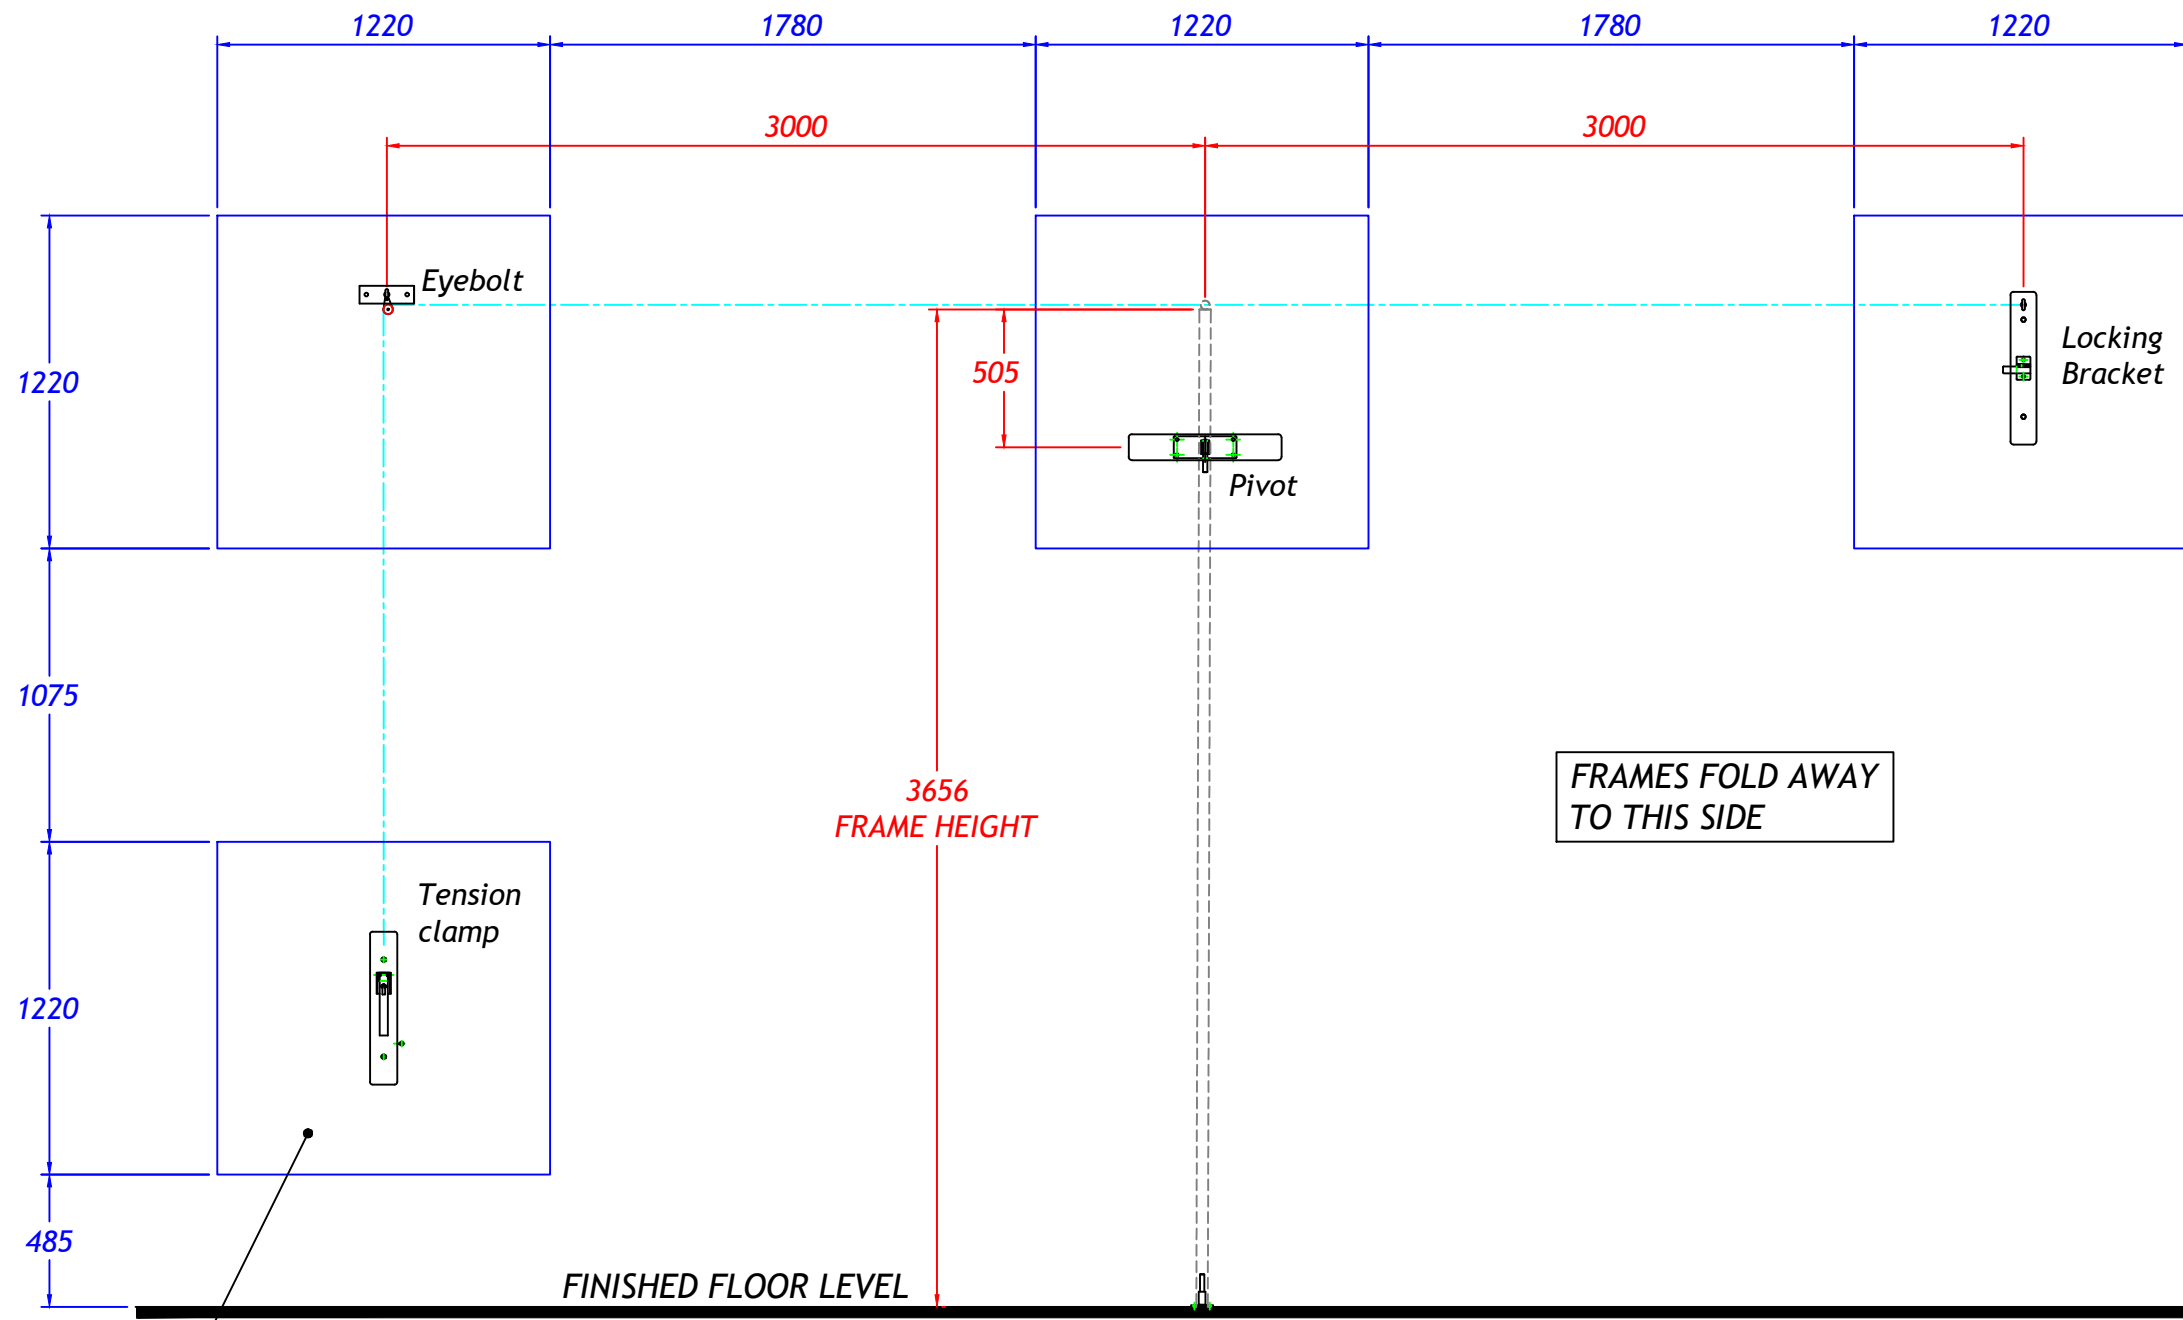 1220
1780
1220
1780
1220
3000
3000
Eyebolt
Locking
Bracket
505
1220
Pivot
1075
3656
FRAME HEIGHT
FRAMES FOLD AWAY
TO THIS SIDE
Tension
clamp
1220
485
FINISHED FLOOR LEVEL